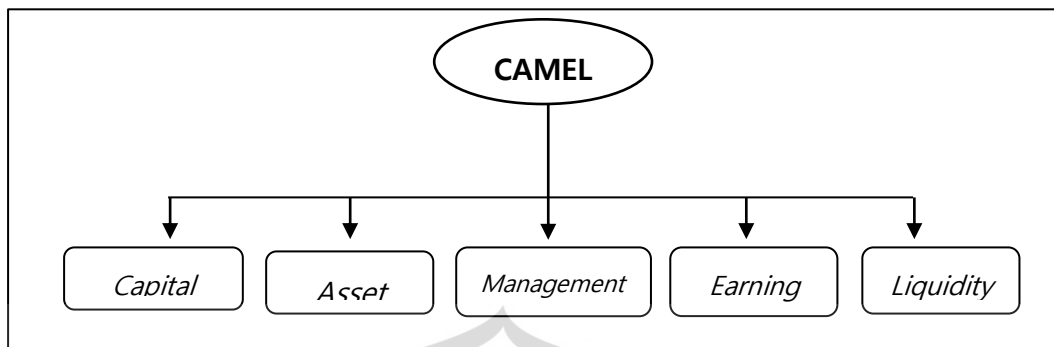 CAMEL
Capital
Asset
Management
Earning
Liquidity